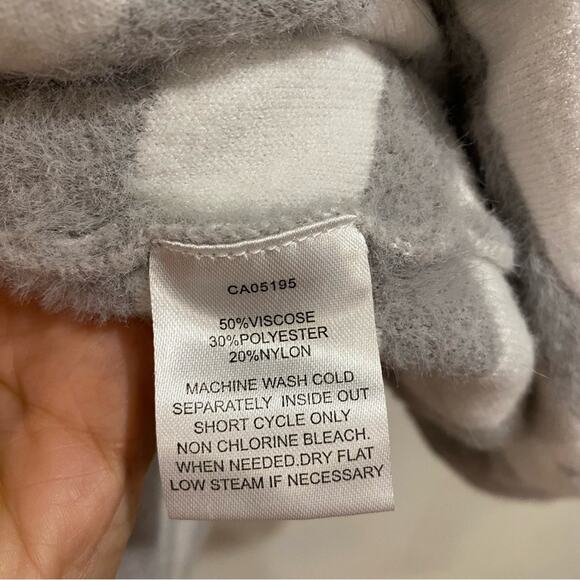 CA05195
50%VISCOSE
30%POLYESTER
20%NYLON
MACHINE WASH COLD
SEPARATELY INSIDE OUT
SHORT CYCLE ONLY
NON CHLORINE BLEACH.
WHEN NEEDED.DRY FLAT
LOW STEAM IF NECESSARY